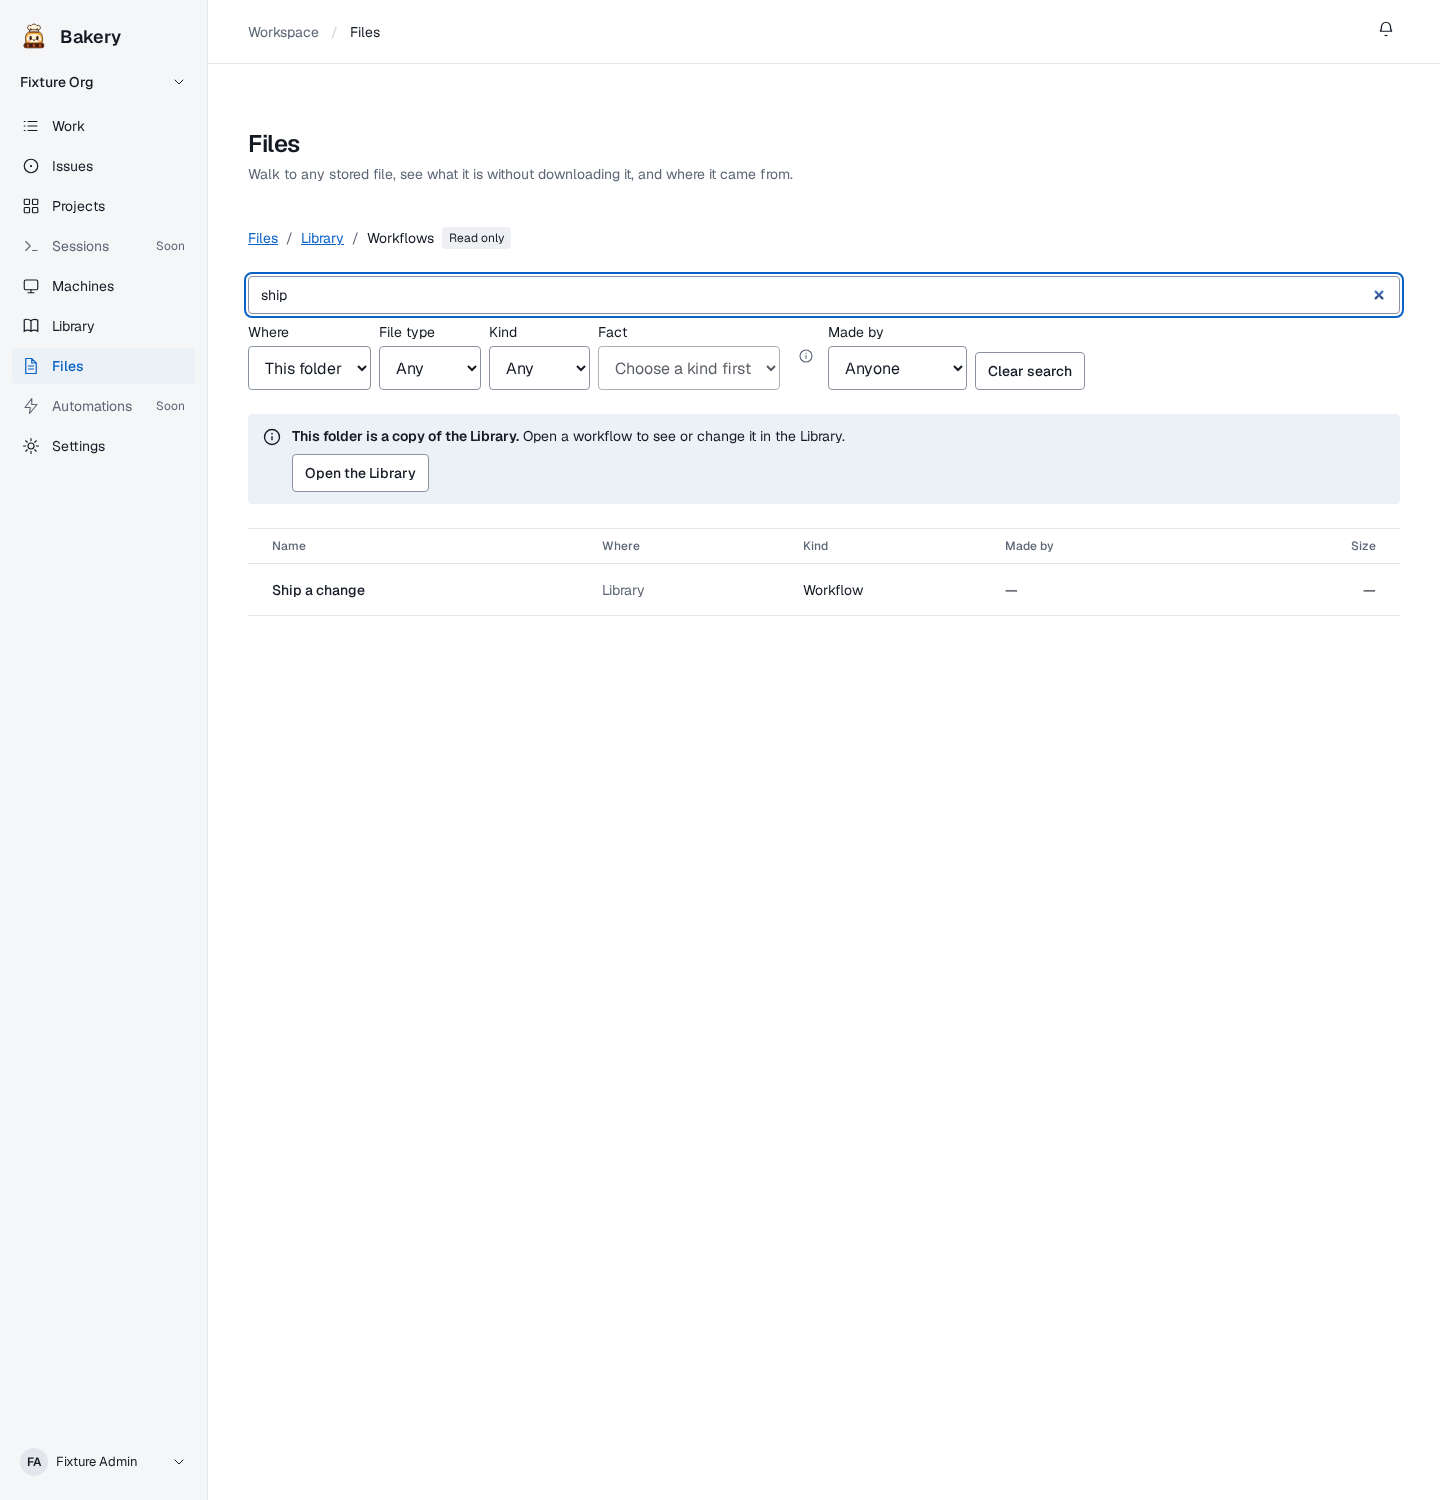 Bakery
Fixture Org
Work
Issues
Projects
Sessions Soon
Machines
Library
Files
Automations Soon
Settings
FA Fixture Admin
Workspace / Files
Files
Walk to any stored file, see what it is without downloading it, and where it came from.
Files / Library / Workflows Read only
ship
Where File type Kind Fact Made by
This folder Any Any Choose a kind first Anyone Clear search
This folder is a copy of the Library. Open a workflow to see or change it in the Library.
Open the Library
Name Where Kind Made by Size
Ship a change Library Workflow — —